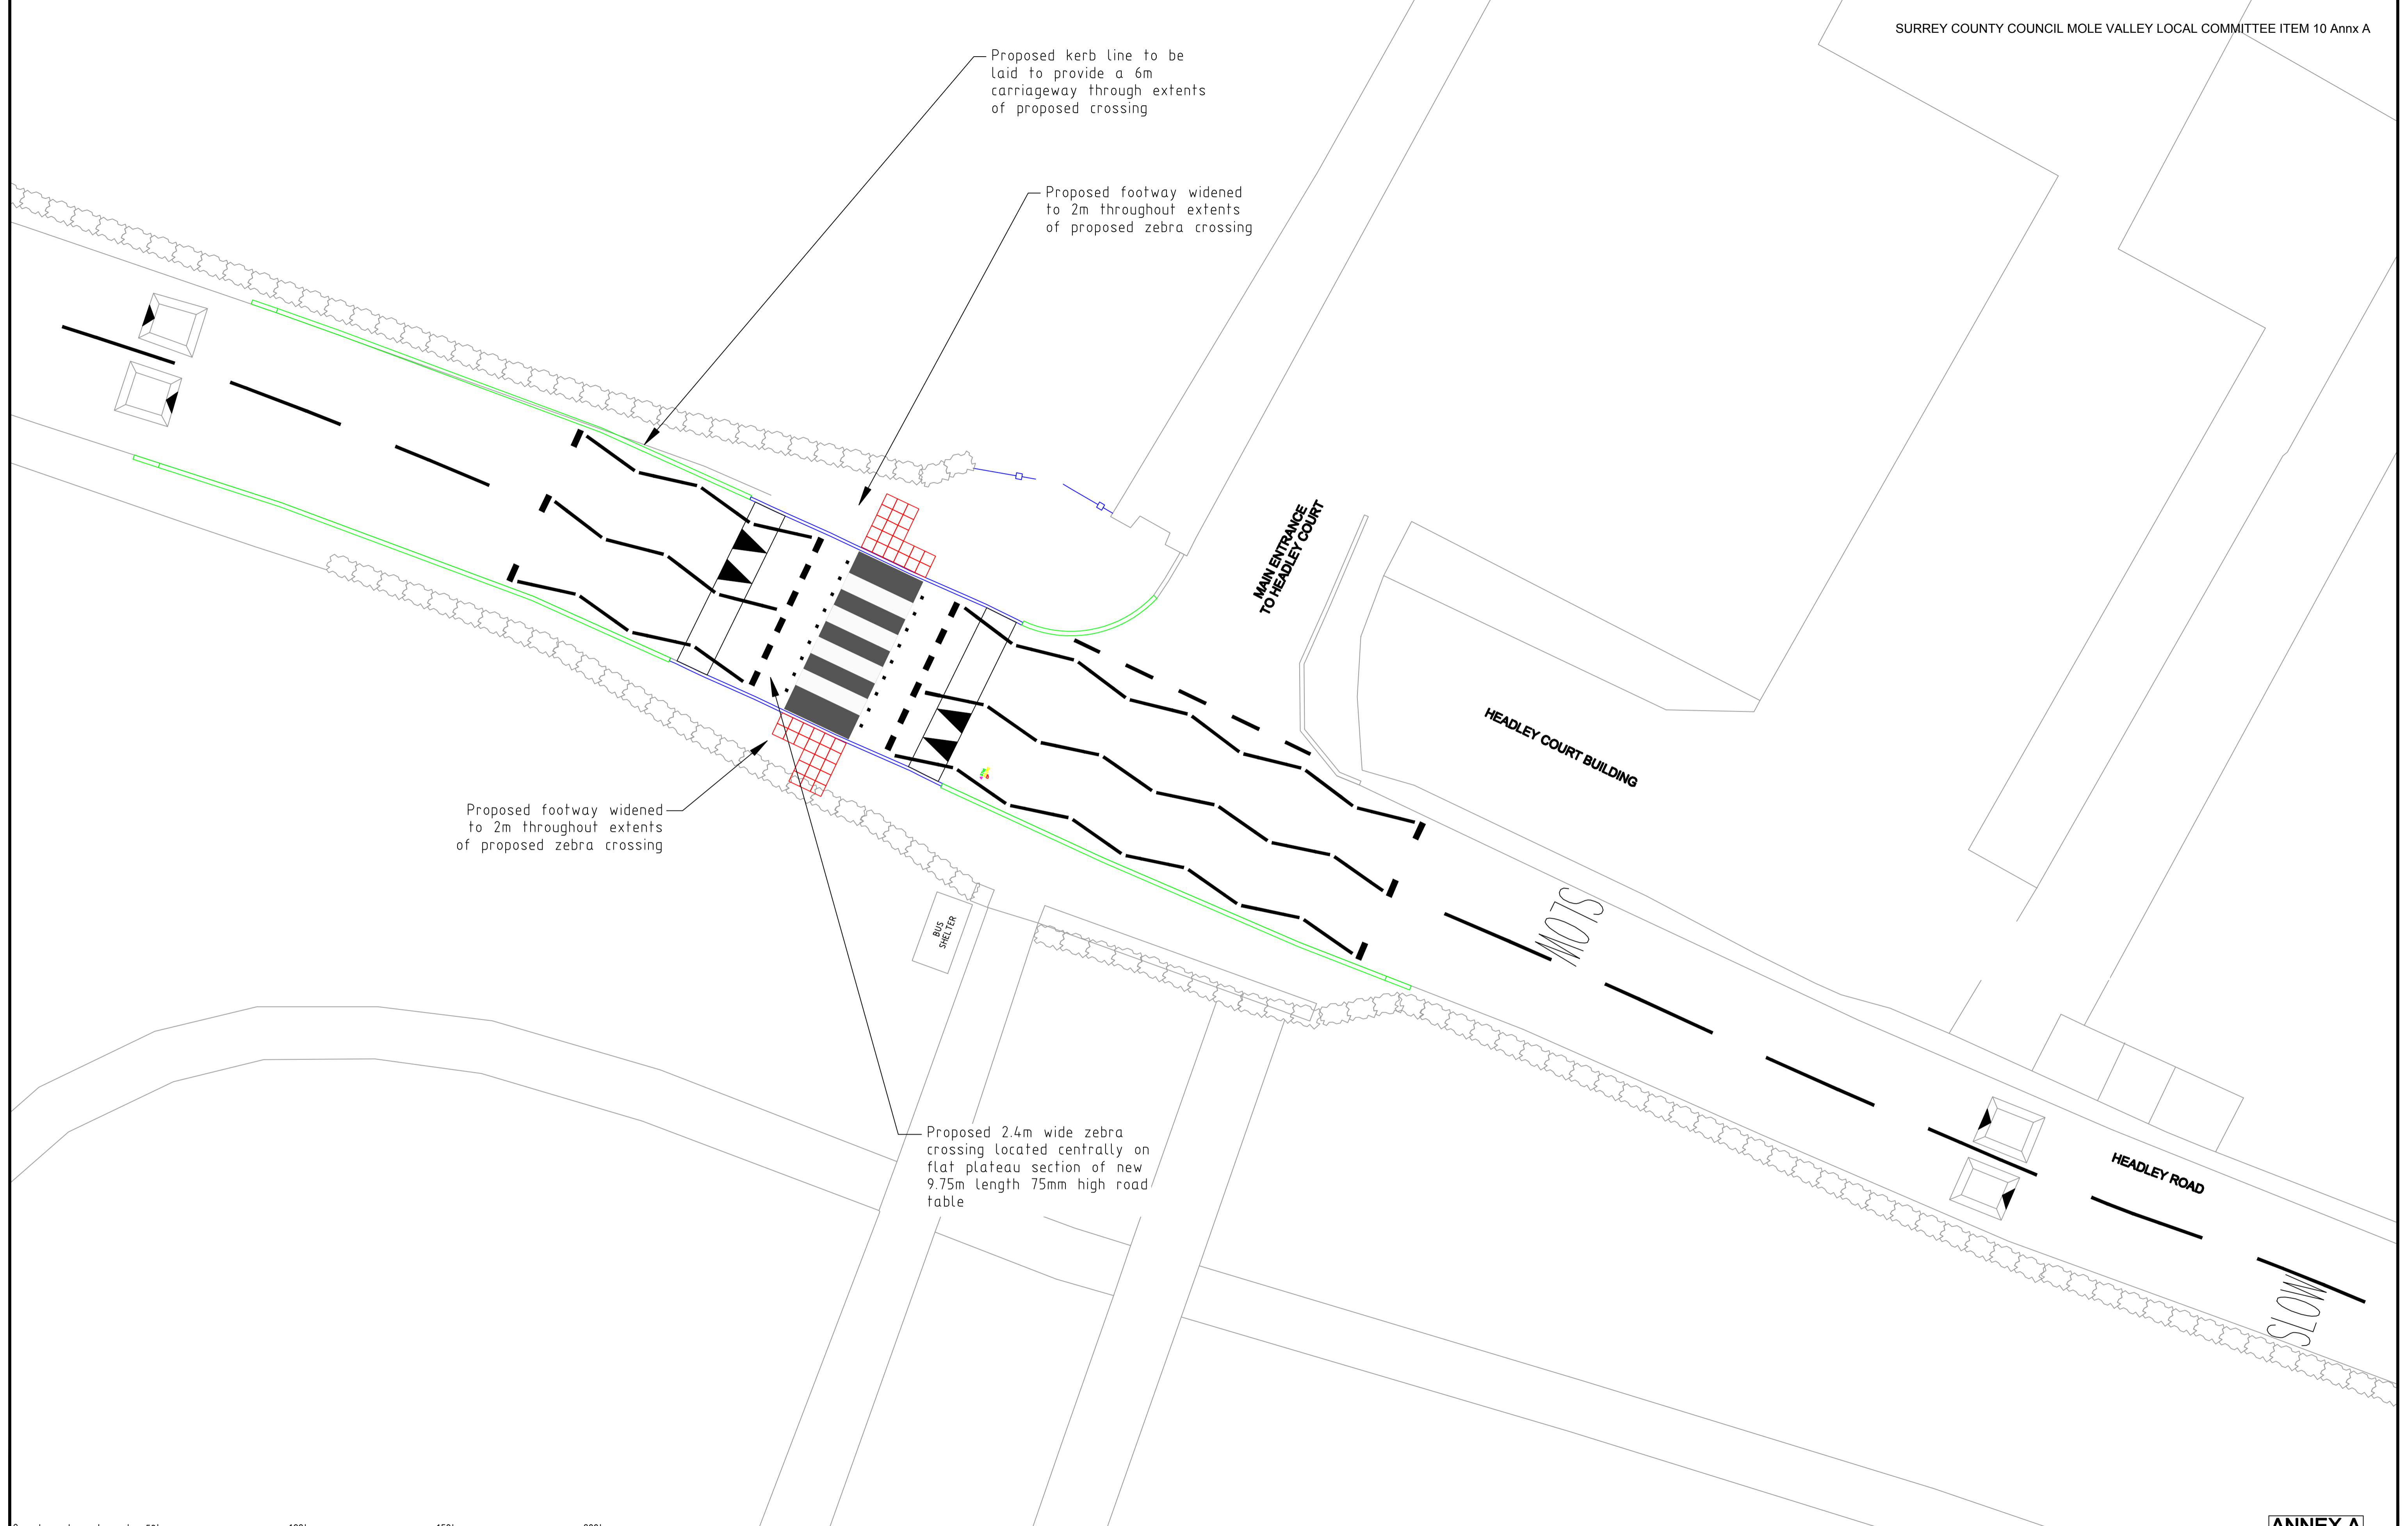 SURREY COUNTY COUNCIL MOLE VALLEY LOCAL COMMITTEE ITEM 10 Annx A
Proposed kerb line to be
laid to provide a 6m
carriageway through extents
of proposed crossing
Proposed footway widened
to 2m throughout extents
of proposed zebra crossing
MAIN ENTRANCE
TO HEADLEY COURT
HEADLEY COURT BUILDING
Proposed footway widened
to 2m throughout extents
of proposed zebra crossing
BUS
SHELTER
SLOW
Proposed 2.4m wide zebra
crossing located centrally on
flat plateau section of new
9.75m length 75mm high road
table
HEADLEY ROAD
SLOW
ANNEX A